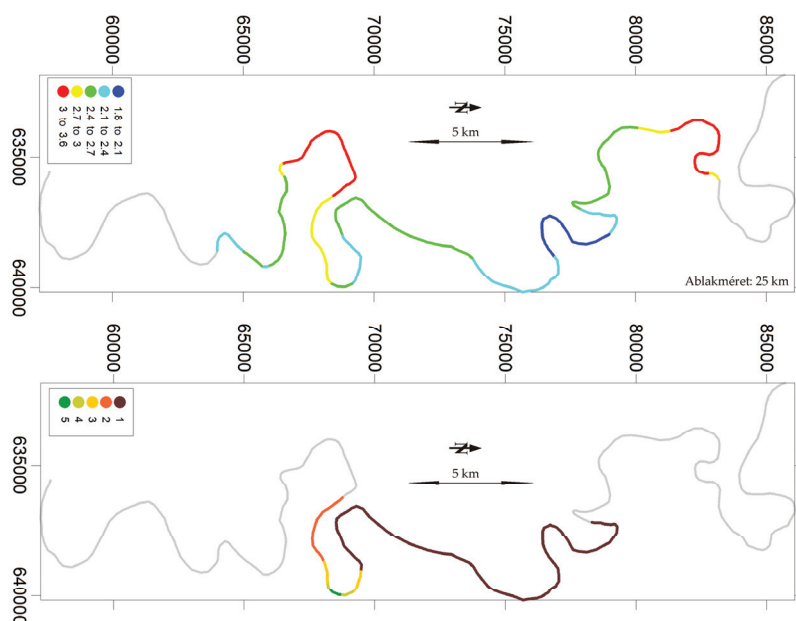 60000
65000
70000
75000
80000
85000
635000
640000
1.8 to 2.1
2.1 to 2.4
2.4 to 2.7
2.7 to 3
3 to 3.6
N
5 km
Ablakméret: 25 km
60000
65000
70000
75000
80000
85000
635000
640000
1
2
3
4
5
N
5 km